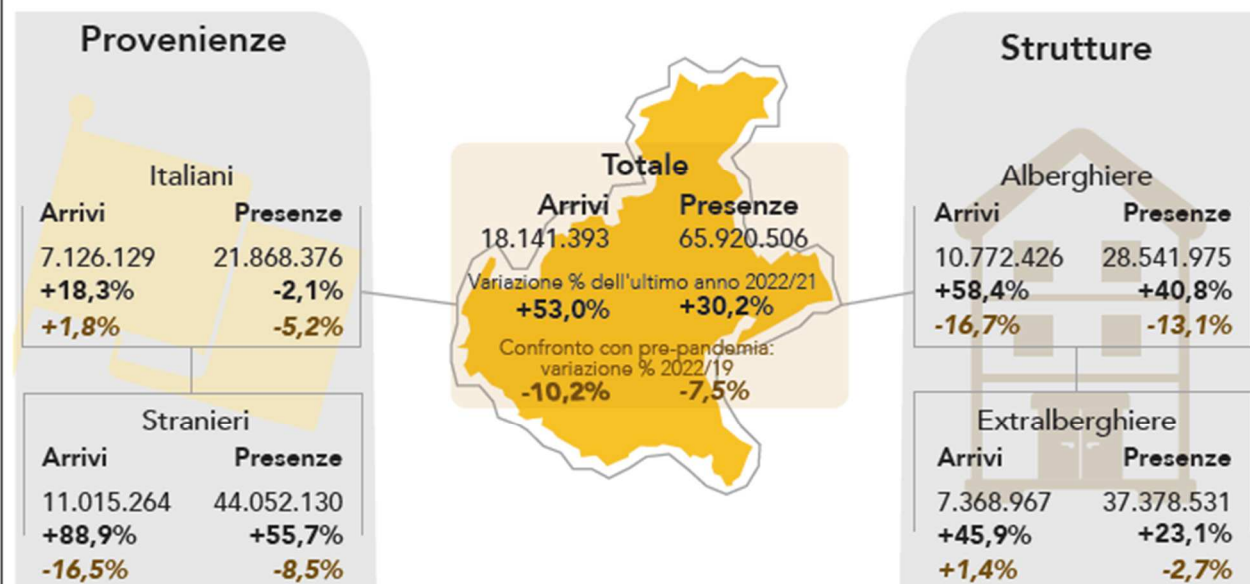 Provenienze
Italiani
Arrivi Presenze
7.126.129 21.868.376
+18,3% -2,1%
+1,8% -5,2%
Stranieri
Arrivi Presenze
11.015.264 44.052.130
+88,9% +55,7%
-16,5% -8,5%
Totale
Arrivi Presenze
18.141.393 65.920.506
Variazione % dell'ultimo anno 2022/21
+53,0% +30,2%
Confronto con pre-pandemia:
variazione % 2022/19
-10,2% -7,5%
Strutture
Alberghiere
Arrivi Presenze
10.772.426 28.541.975
+58,4% +40,8%
-16,7% -13,1%
Extralberghiere
Arrivi Presenze
7.368.967 37.378.531
+45,9% +23,1%
+1,4% -2,7%